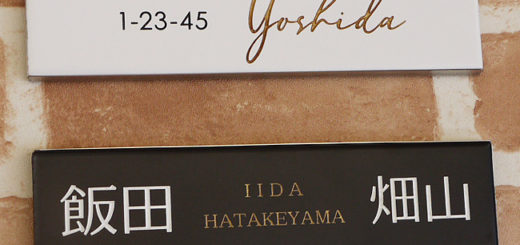 1-23-45 Yoshida
飯田 IIDA 畑山
HATAKEYAMA